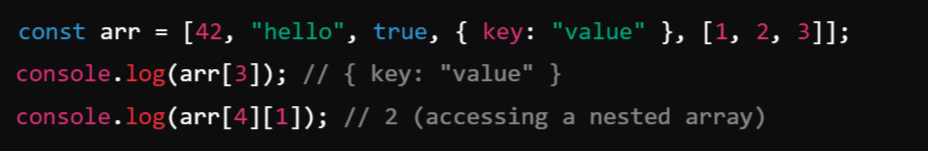 const arr = [42, "hello", true, { key: "value" }, [1, 2, 3]];
console.log(arr[3]); // { key: "value" }
console.log(arr[4][1]); // 2 (accessing a nested array)